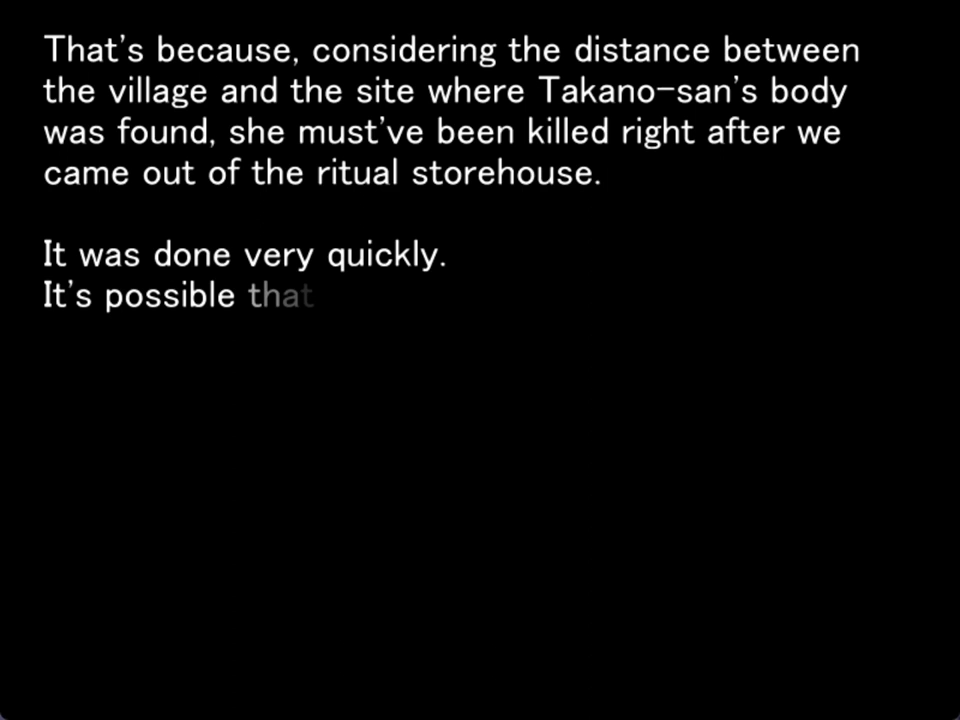 That's because, considering the distance between
the village and the site where Takano-san's body
was found, she must've been killed right after we
came out of the ritual storehouse.
It was done very quickly.
It's possible that